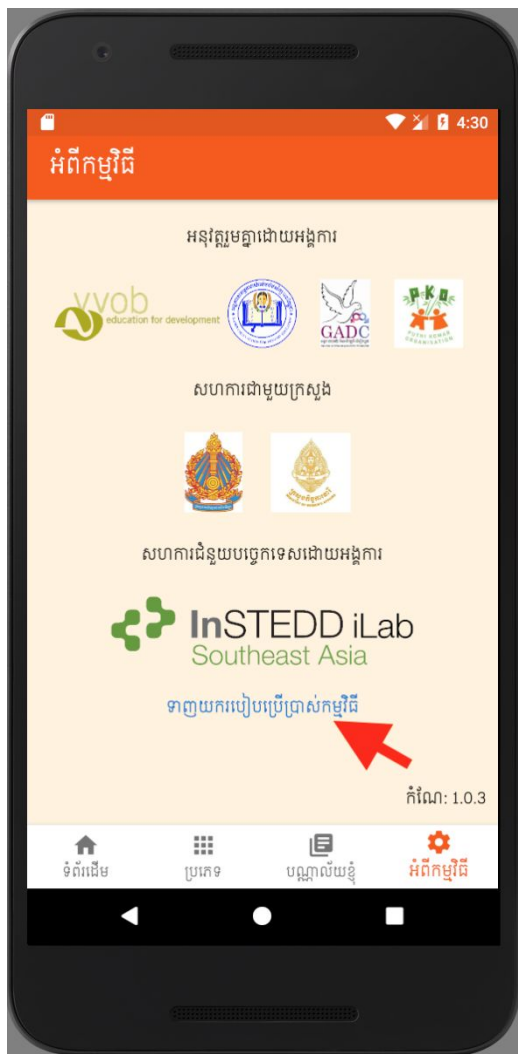 4:30
អំពីកម្មវិធី
អនុវត្តរួមគ្នាដោយអង្គការ
vvob
education for development
GADC
PKO
សហការជាមួយក្រសួង
សហការជំនួយបច្ចេកទេសដោយអង្គការ
InSTEDD iLab
Southeast Asia
ទាញយករបៀបប្រើប្រាស់កម្មវិធី
កំណែ: 1.0.3
ទំព័រដើម
ប្រភេទ
បណ្ណាល័យខ្ញុំ
អំពីកម្មវិធី